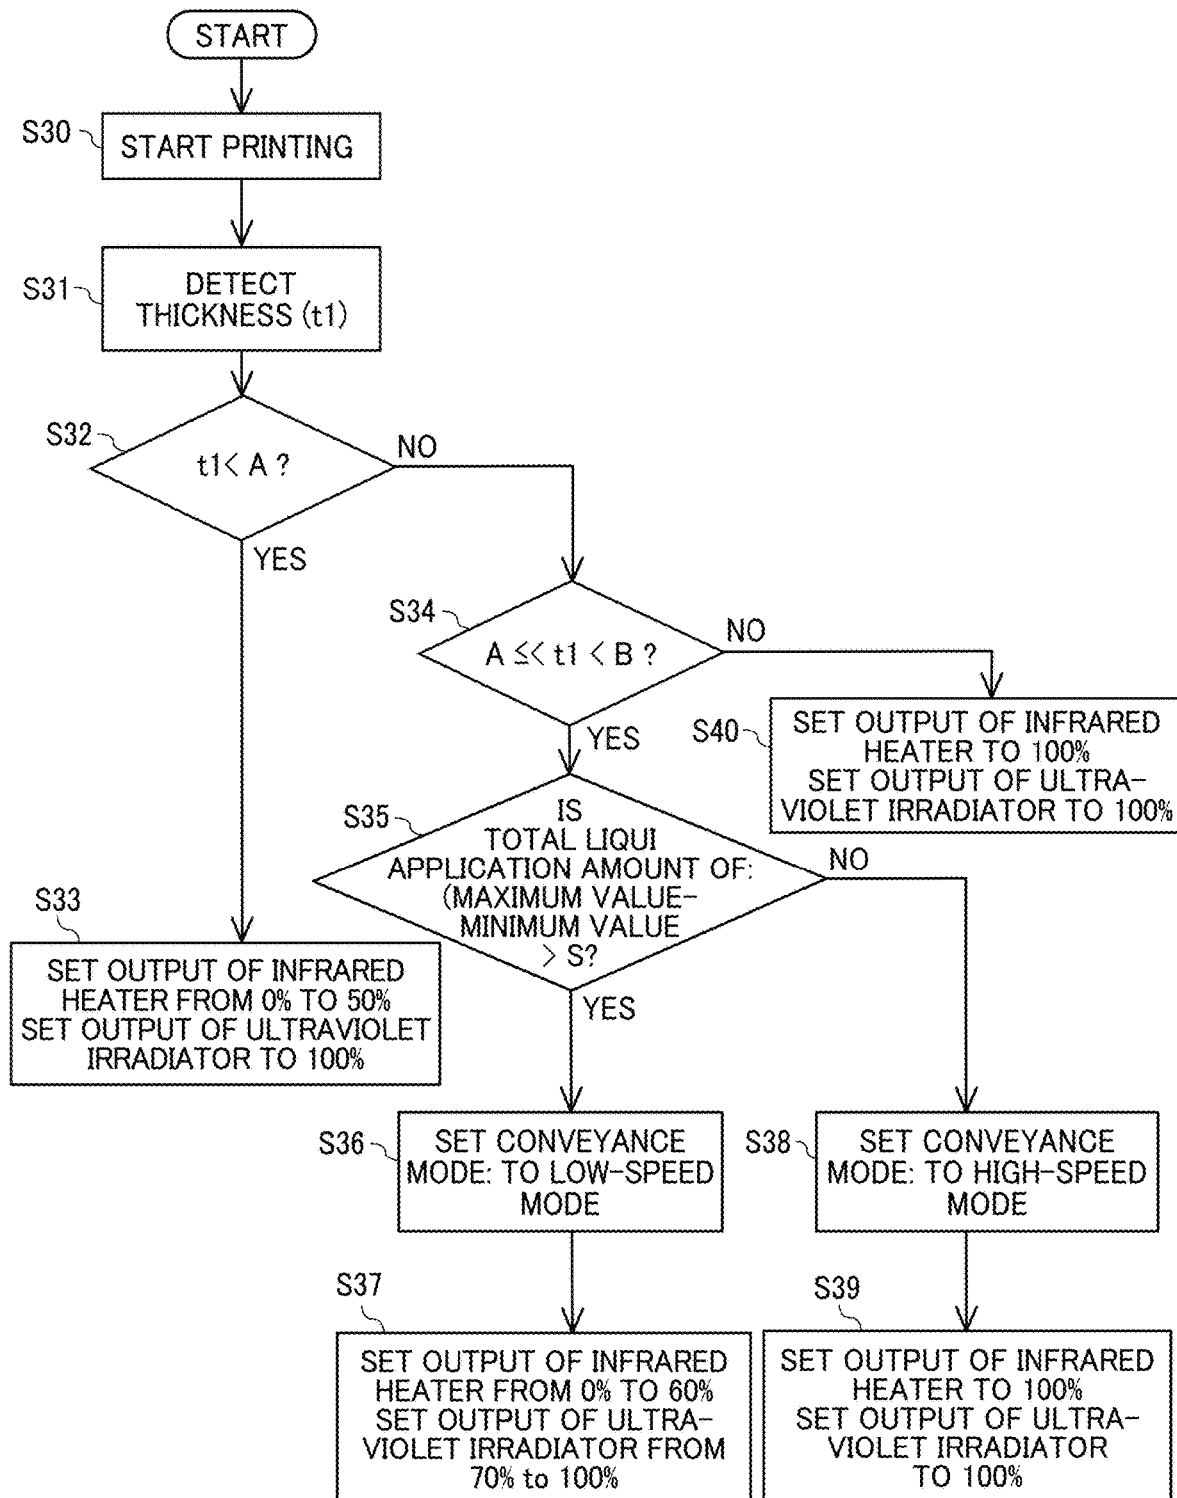 START
S30
START PRINTING
S31
DETECT
THICKNESS (t1)
S32
t1< A ?
NO
YES
S34
A ≦< t1 < B ?
NO
YES
S40
SET OUTPUT OF INFRARED
HEATER TO 100%
SET OUTPUT OF ULTRA-
VIOLET IRRADIATOR TO 100%
S35
IS
TOTAL LIQUI
APPLICATION AMOUNT OF:
(MAXIMUM VALUE-
MINIMUM VALUE
> S?
NO
YES
S33
SET OUTPUT OF INFRARED
HEATER FROM 0% TO 50%
SET OUTPUT OF ULTRAVIOLET
IRRADIATOR TO 100%
S36
SET CONVEYANCE
MODE: TO LOW-SPEED
MODE
S38
SET CONVEYANCE
MODE: TO HIGH-SPEED
MODE
S37
SET OUTPUT OF INFRARED
HEATER FROM 0% TO 60%
SET OUTPUT OF ULTRA-
VIOLET IRRADIATOR FROM
70% to 100%
S39
SET OUTPUT OF INFRARED
HEATER TO 100%
SET OUTPUT OF ULTRA-
VIOLET IRRADIATOR
TO 100%